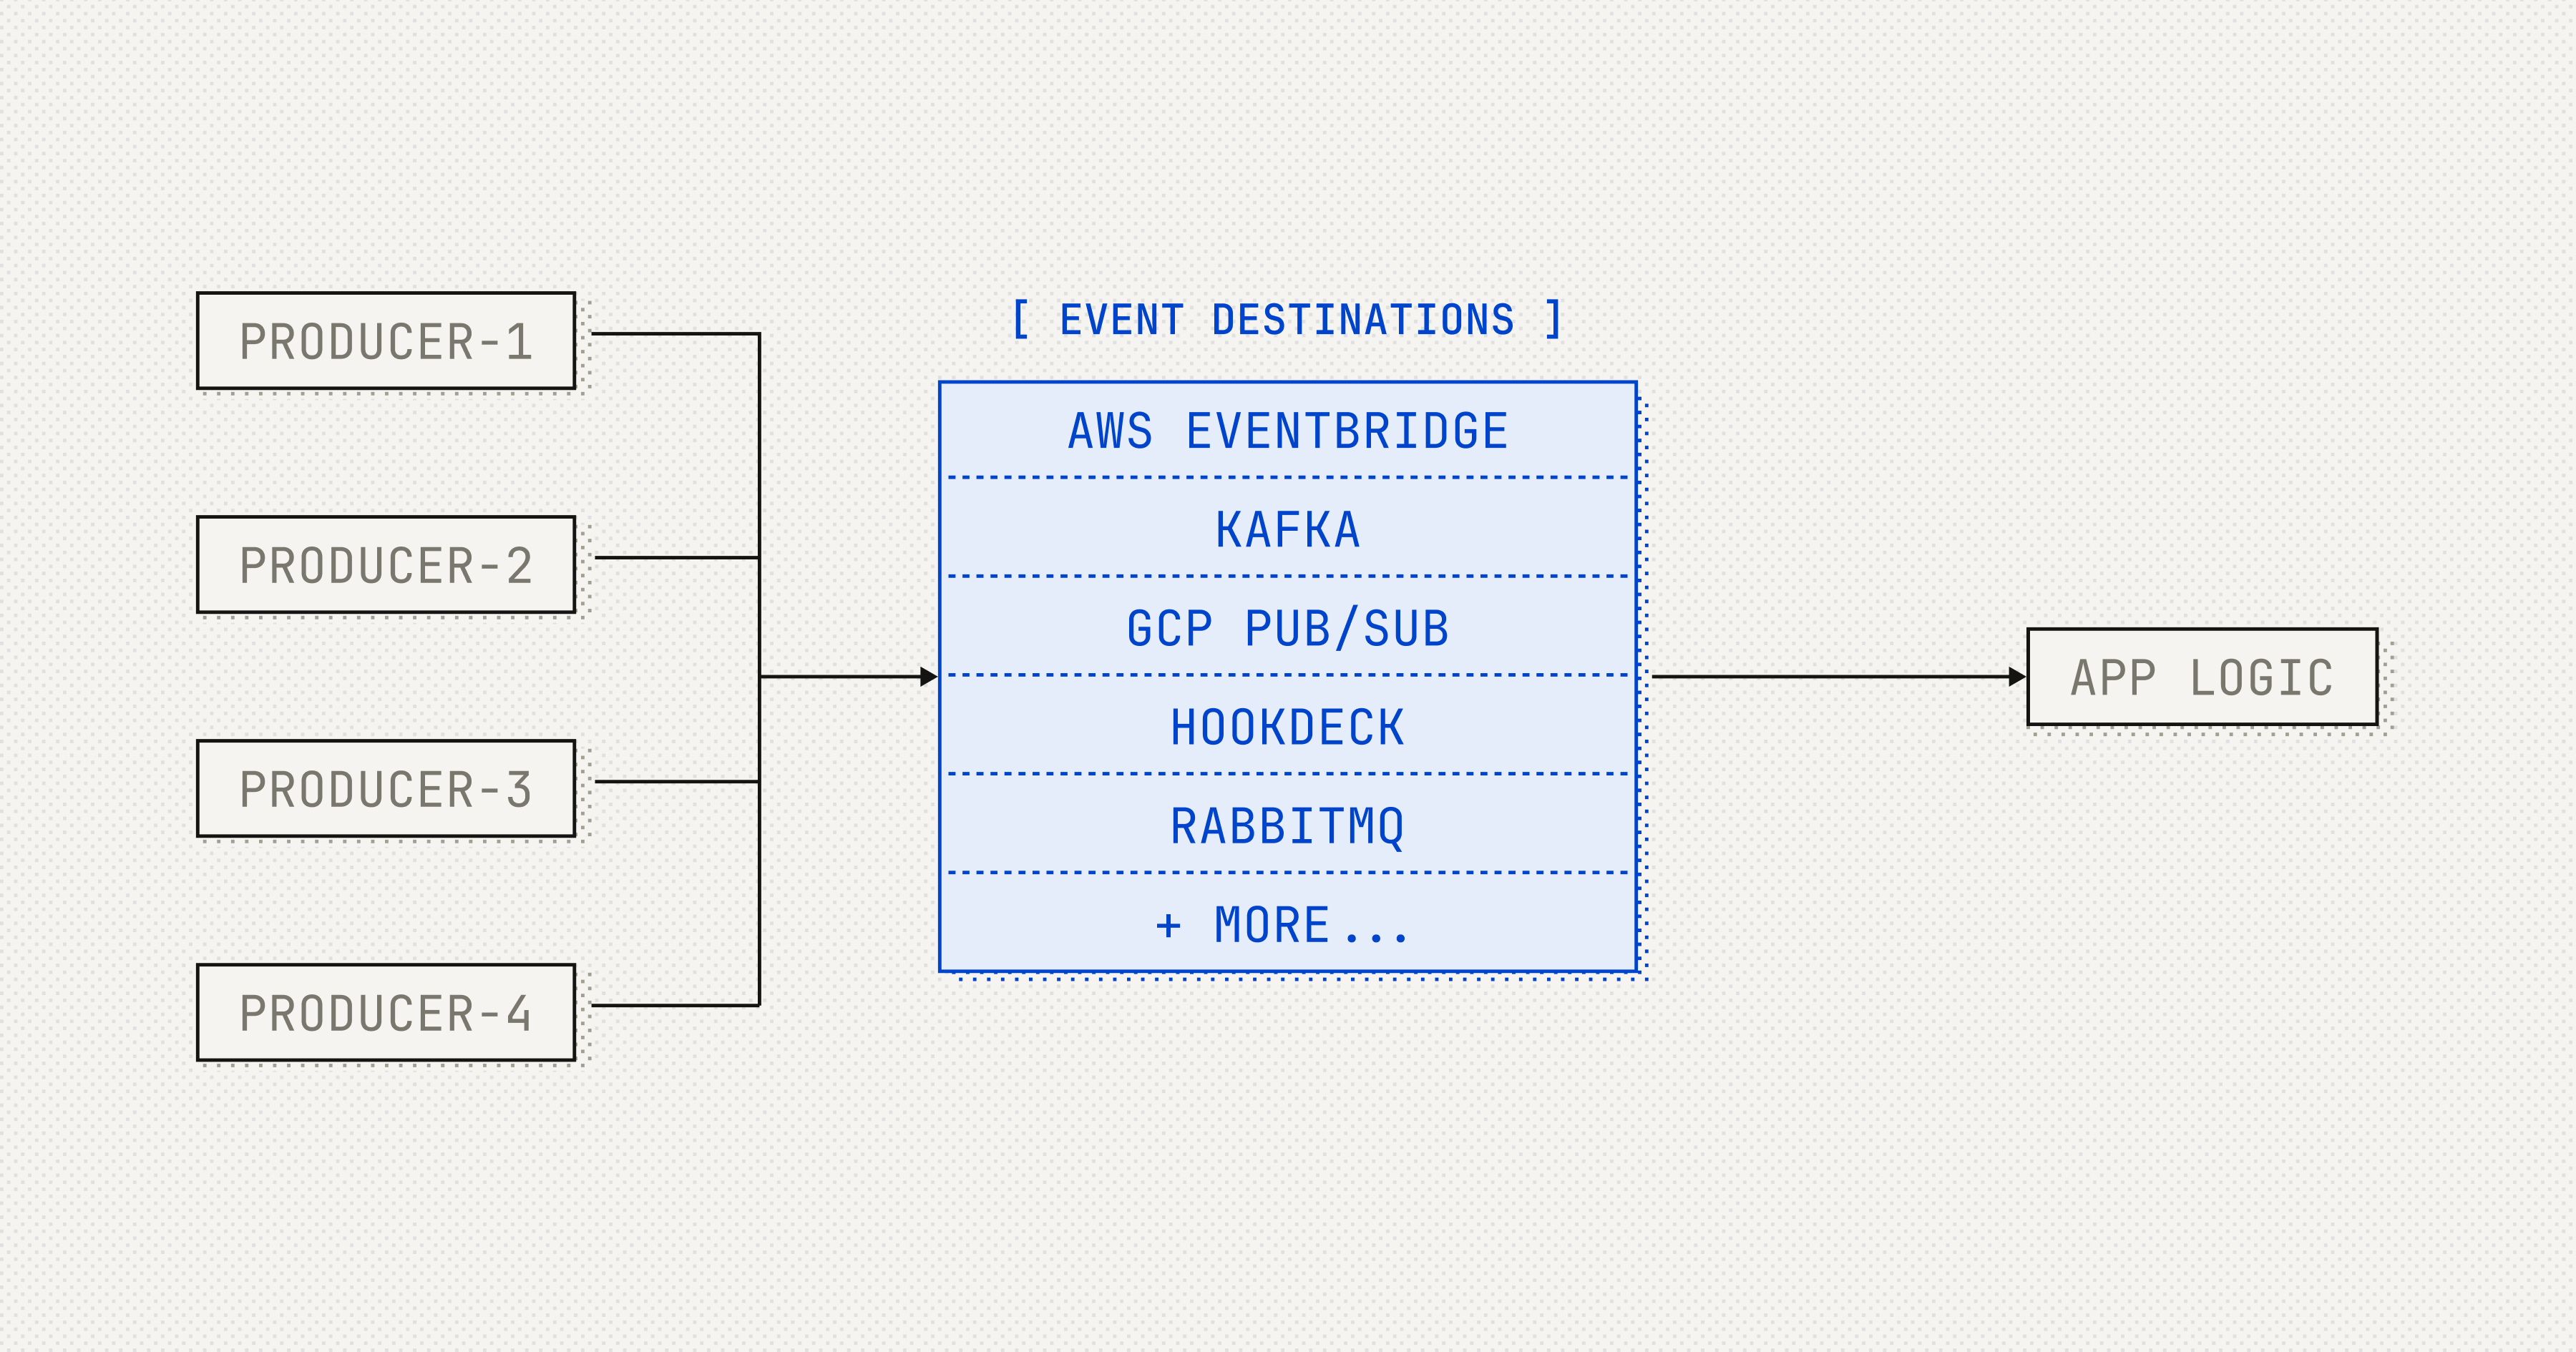 PRODUCER-1
PRODUCER-2
PRODUCER-3
PRODUCER-4
[ EVENT DESTINATIONS ]
AWS EVENTBRIDGE
KAFKA
GCP PUB/SUB
HOOKDECK
RABBITMQ
+ MORE...
APP LOGIC